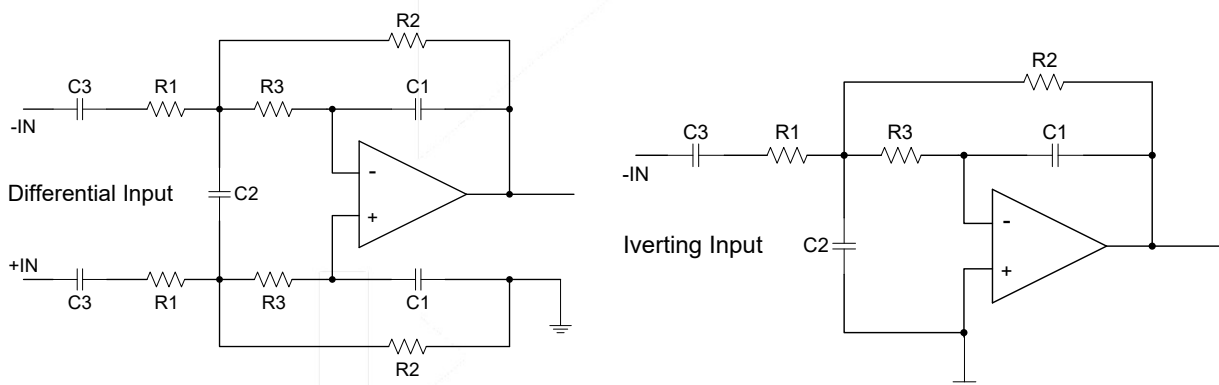 R2
C3 R1 R3 C1
-IN
-
Differential Input
C2
+
+IN
C3 R1 R3 C1
R2
R2
C3 R1 R3 C1
-IN
-
Iverting Input
C2
+